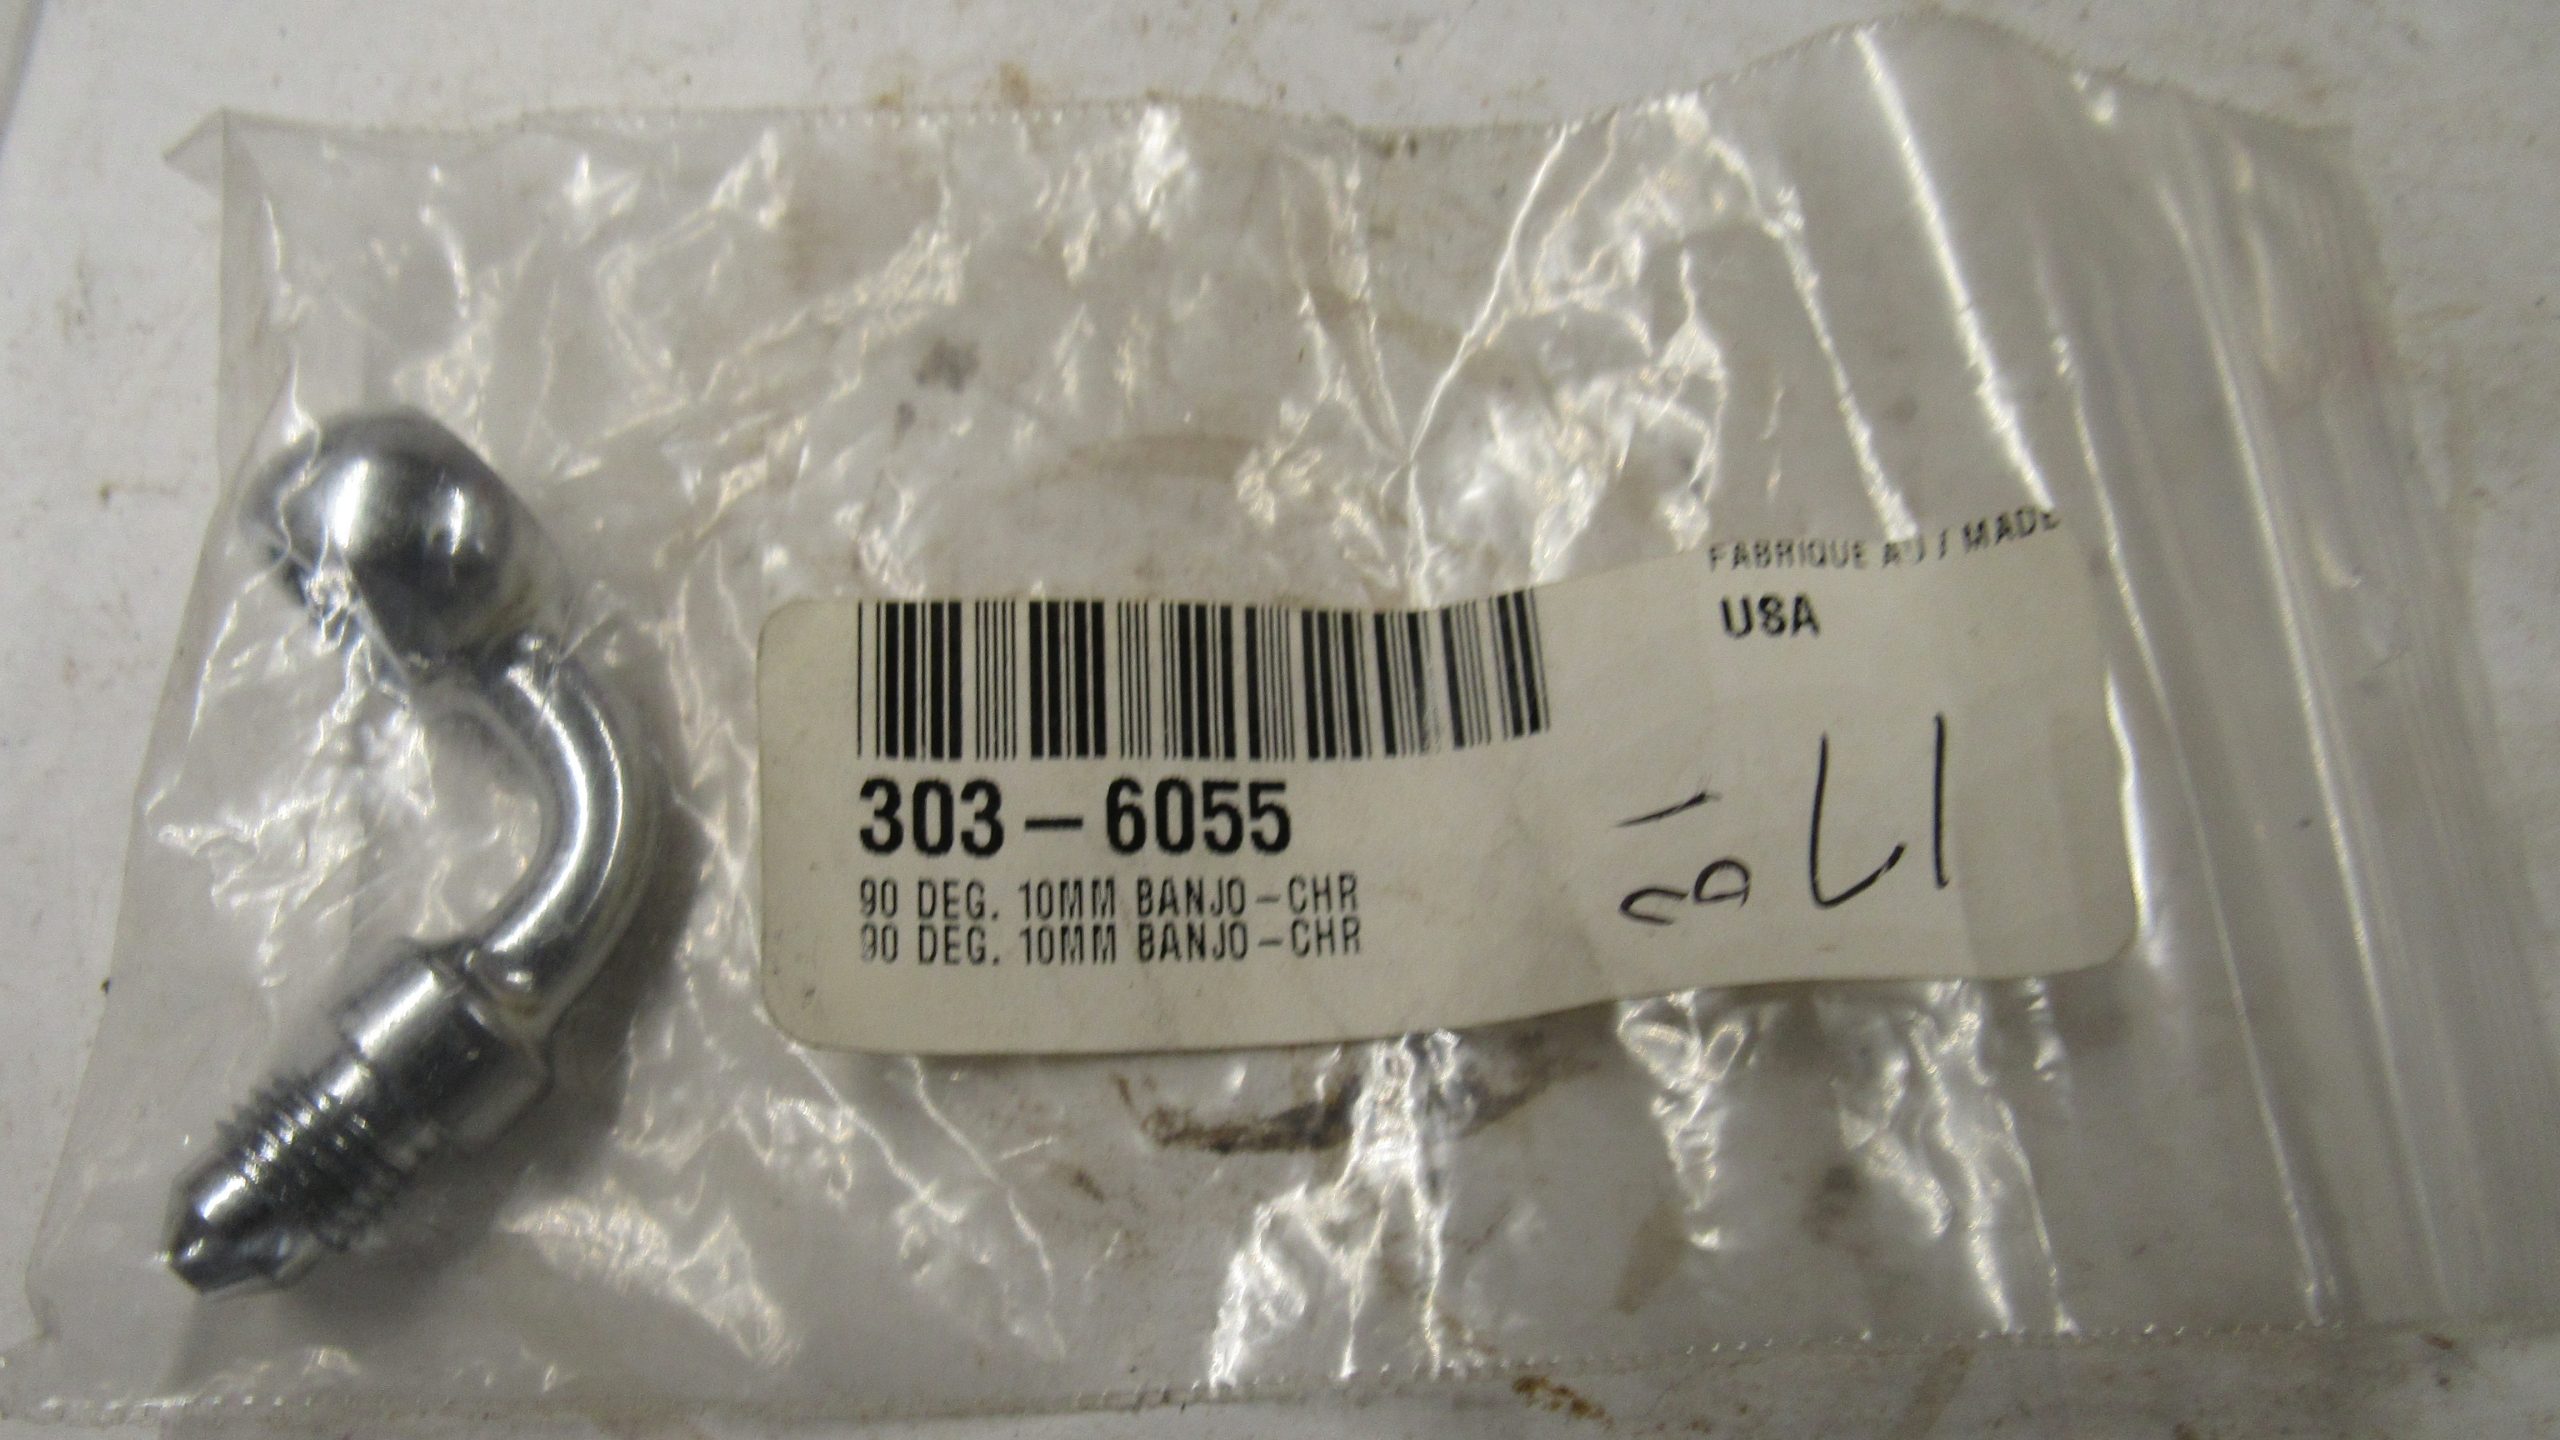 FABRIQUE AU / MADE
USA
303-6055
90 DEG. 10MM BANJO-CHR
90 DEG. 10MM BANJO-CHR